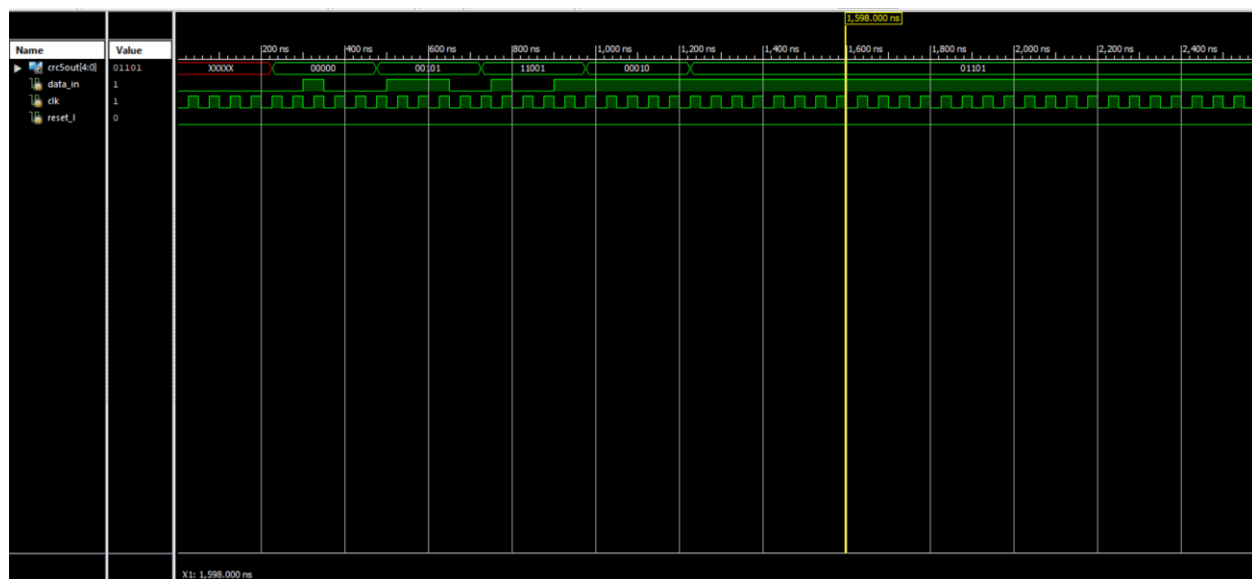 1,598.000 ns
Name Value
200 ns 400 ns 600 ns 800 ns 1,000 ns 1,200 ns 1,400 ns 1,600 ns 1,800 ns 2,000 ns 2,200 ns 2,400 ns
crc5out[4:0] 01101 XXXXX 00000 00101 11001 00010 01101
data_in 1
clk 1
reset_l 0
X1: 1,598.000 ns